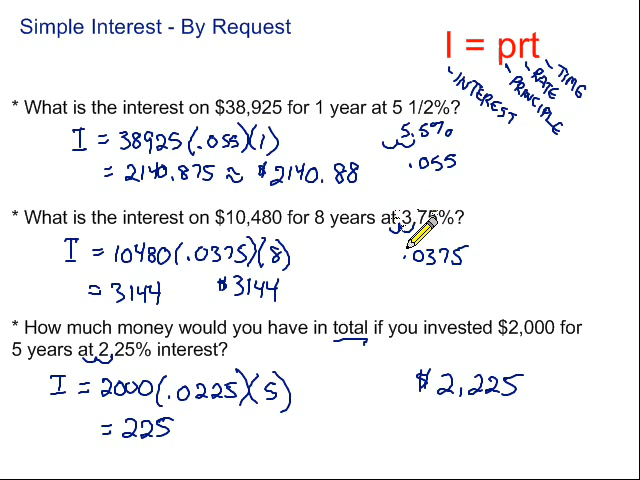 Simple Interest - By Request
I = prt
INTEREST
PRINCIPLE
RATE
TIME
* What is the interest on $38,925 for 1 year at 5 1/2%?
I = 38925(.055)(1)
= 2140.875 ≈ $2140.88
5.5%
.055
* What is the interest on $10,480 for 8 years at 3.75%?
I = 10480(.0375)(8)
= 3144 $3144
.0375
* How much money would you have in total if you invested $2,000 for
5 years at 2.25% interest?
I = 2000(.0225)(5)
= 225
$2,225